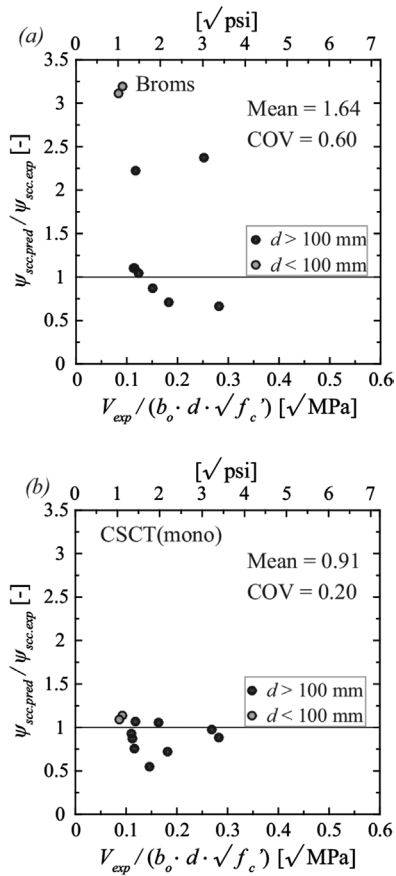 (a)
[√psi]
0 1 2 3 4 5 6 7
3.5
3
2.5
2
1.5
1
0.5
0
ψscc.pred / ψscc.exp [-]
Broms
Mean = 1.64
COV = 0.60
d > 100 mm
d < 100 mm
0 0.1 0.2 0.3 0.4 0.5 0.6
Vexp / (bo · d · √fc') [√MPa]
(b)
[√psi]
0 1 2 3 4 5 6 7
3.5
3
2.5
2
1.5
1
0.5
0
ψscc.pred / ψscc.exp [-]
CSCT(mono)
Mean = 0.91
COV = 0.20
d > 100 mm
d < 100 mm
0 0.1 0.2 0.3 0.4 0.5 0.6
Vexp / (bo · d · √fc') [√MPa]